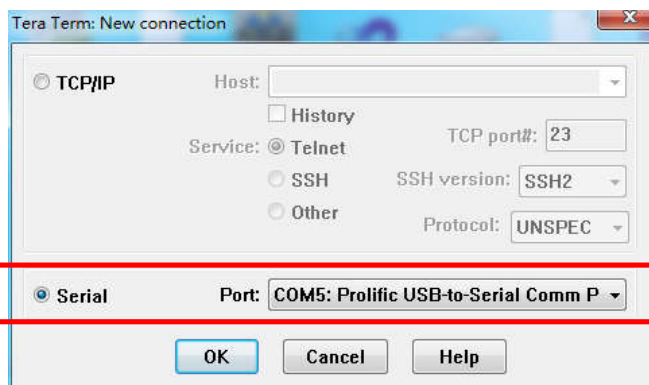 Tera Term: New connection
TCP/IP Host:
History
Service: Telnet TCP port#: 23
SSH SSH version: SSH2
Other Protocol: UNSPEC
Serial Port: COM5: Prolific USB-to-Serial Comm P
OK Cancel Help